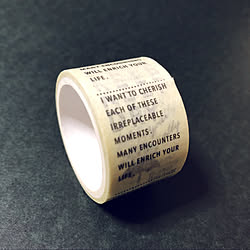 MANY ENCOUNTERS
WILL ENRICH YOUR
LIFE.
I WANT TO CHERISH
EACH OF THESE
IRREPLACEABLE
MOMENTS.
MANY ENCOUNTERS
WILL ENRICH YOUR
LIFE.